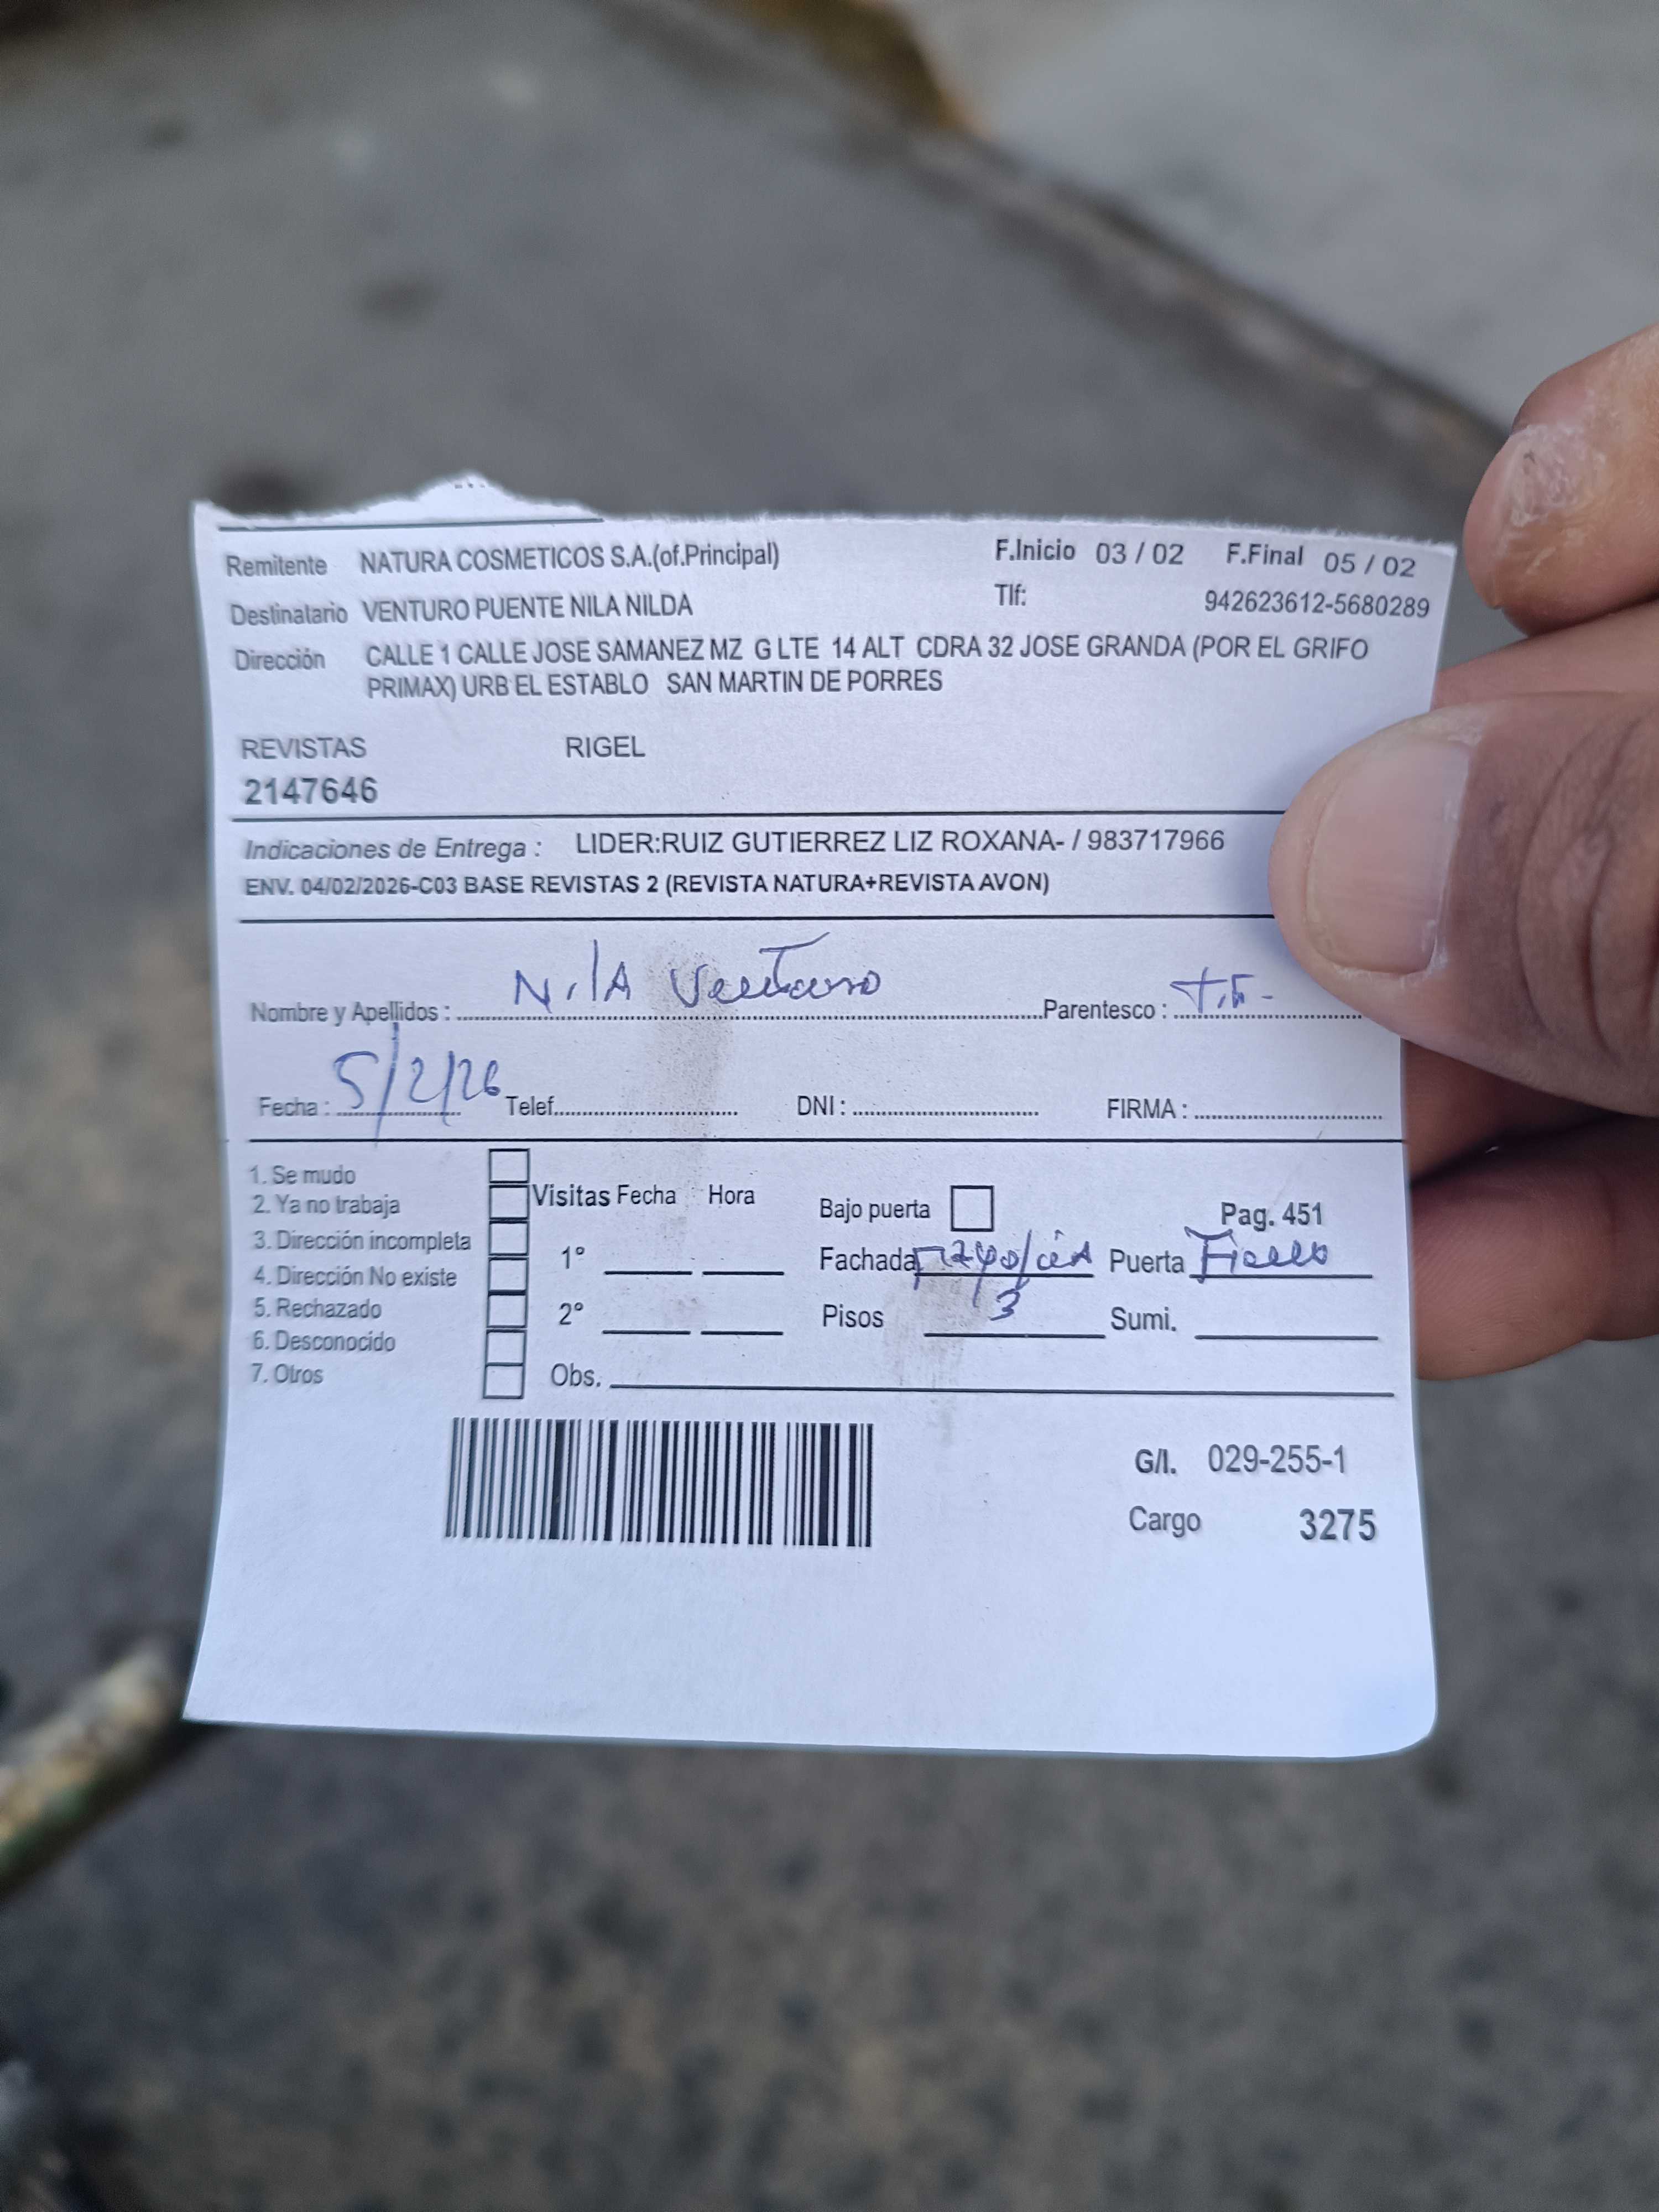 Remitente NATURA COSMETICOS S.A.(of.Principal) F.Inicio 03 / 02 F.Final 05 / 02
Destinatario VENTURO PUENTE NILA NILDA Tlf: 942623612-5680289
Dirección CALLE 1 CALLE JOSE SAMANEZ MZ G LTE 14 ALT CDRA 32 JOSE GRANDA (POR EL GRIFO
PRIMAX) URB EL ESTABLO SAN MARTIN DE PORRES
REVISTAS RIGEL
2147646
Indicaciones de Entrega : LIDER:RUIZ GUTIERREZ LIZ ROXANA- / 983717966
ENV. 04/02/2026-C03 BASE REVISTAS 2 (REVISTA NATURA+REVISTA AVON)
Nombre y Apellidos : NilA Venturo Parentesco :
Fecha : 5/2/26 Telef. DNI : FIRMA :
1. Se mudo
2. Ya no trabaja
3. Dirección incompleta
4. Dirección No existe
5. Rechazado
6. Desconocido
7. Otros
Visitas Fecha Hora
1°
2°
Obs.
Bajo puerta Pag. 451
Fachada Puerta Fierro
Pisos 3 Sumi.
G/l. 029-255-1
Cargo 3275